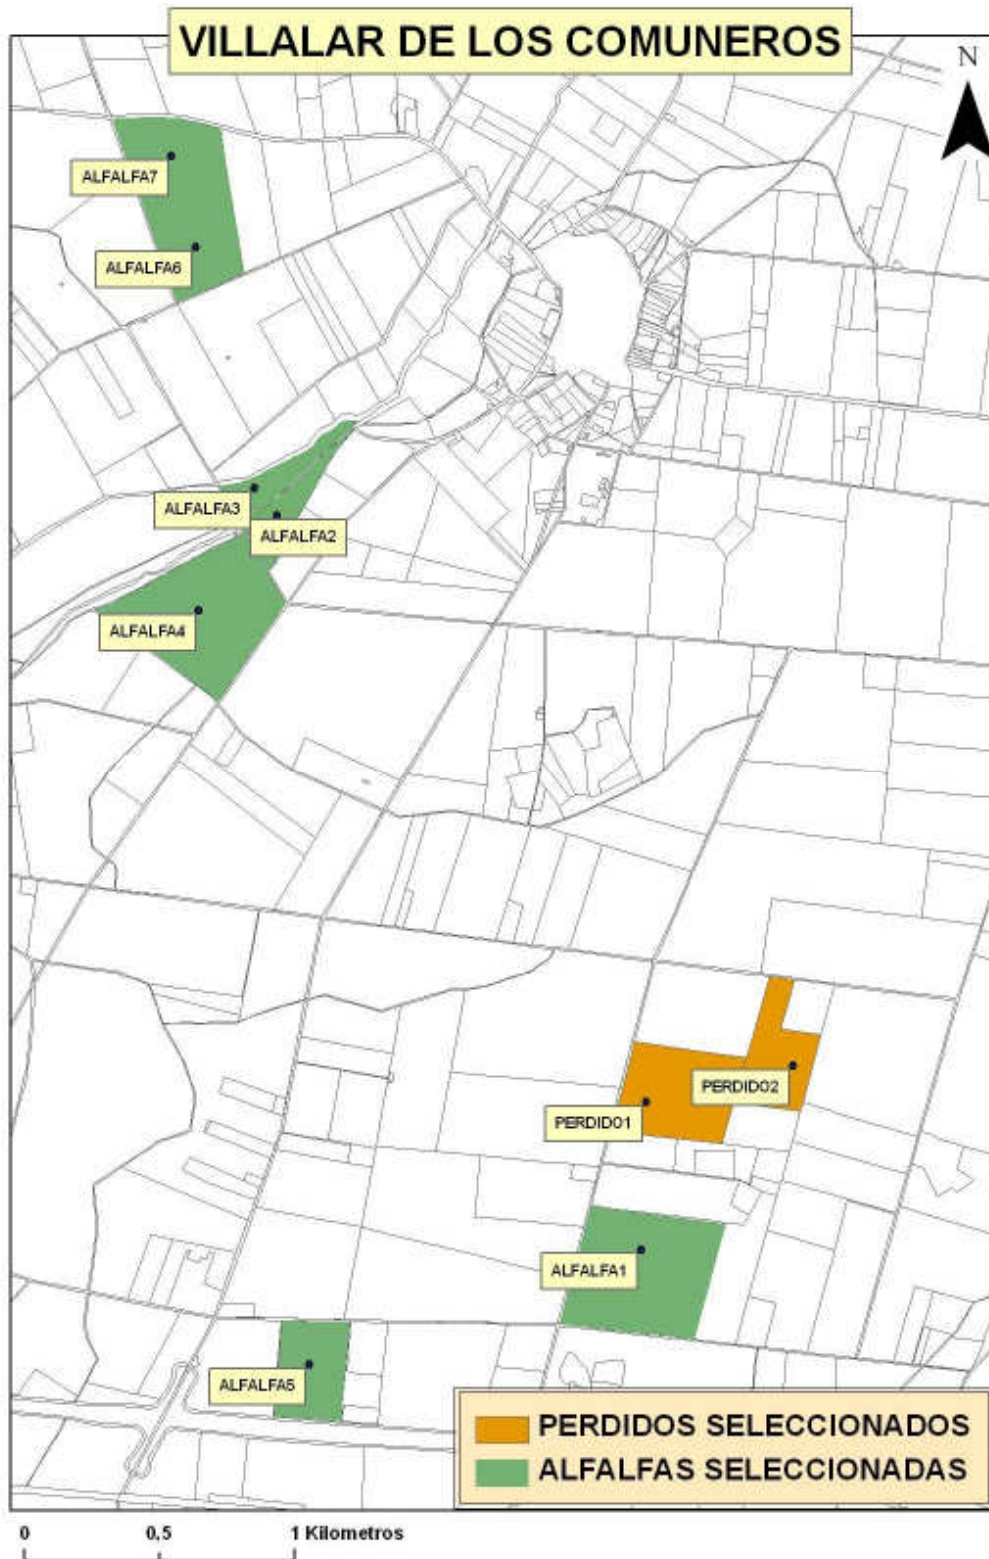 VILLALAR DE LOS COMUNEROS
N
ALFALFA7
ALFALFA6
ALFALFA3
ALFALFA2
ALFALFA4
PERDIDO2
PERDIDO1
ALFALFA1
ALFALFA5
PERDIDOS SELECCIONADOS
ALFALFAS SELECCIONADAS
0 0,5 1 Kilometros